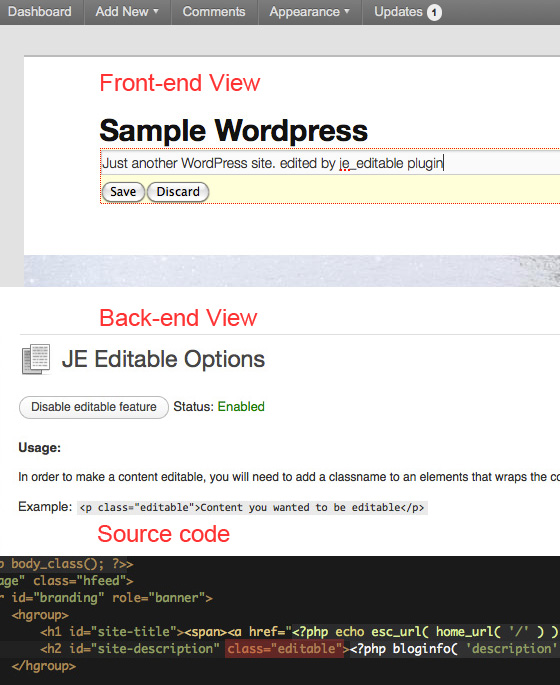 Dashboard Add New Comments Appearance Updates 1
Front-end View
Sample Wordpress
Just another WordPress site. edited by je_editable plugin
Save Discard
Back-end View
JE Editable Options
Disable editable feature Status: Enabled
Usage:
In order to make a content editable, you will need to add a classname to an elements that wraps the co
Example: <p class="editable">Content you wanted to be editable</p>
Source code
p body_class(); ?>>
age" class="hfeed">
r id="branding" role="banner">
<hgroup>
<h1 id="site-title"><span><a href="<?php echo esc_url( home_url( '/' ) )
<h2 id="site-description" class="editable"><?php bloginfo( 'description'
</hgroup>